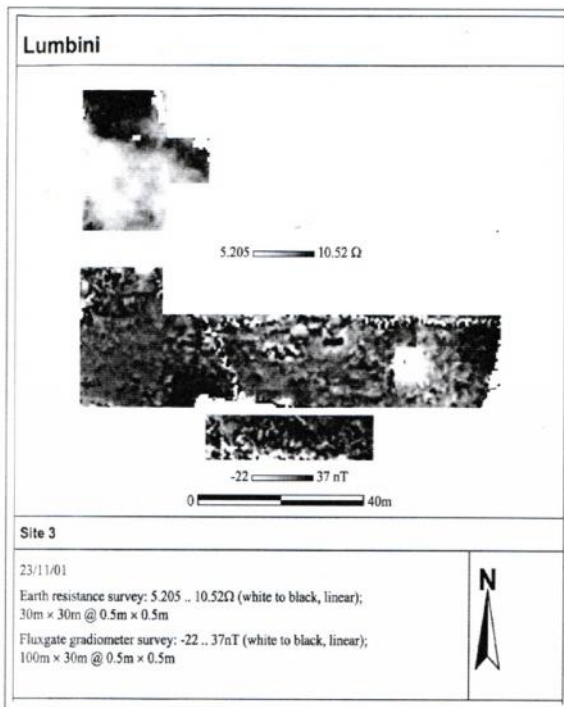 Lumbini
5.205 10.52 Ω
-22 37 nT
0 40m
Site 3
23/11/01
Earth resistance survey: 5.205 .. 10.52Ω (white to black, linear);
30m × 30m @ 0.5m × 0.5m
Fluxgate gradiometer survey: -22 .. 37nT (white to black, linear);
100m × 30m @ 0.5m × 0.5m
N